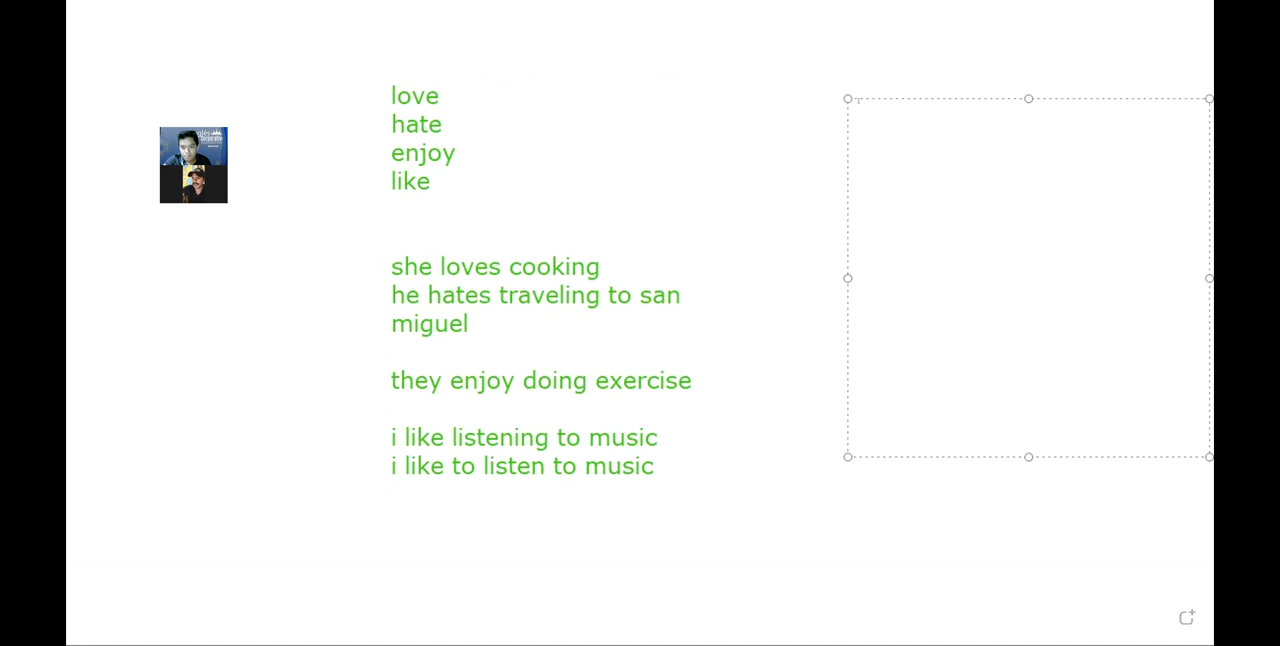 love
hate
enjoy
like
she loves cooking
he hates traveling to san
miguel
they enjoy doing exercise
i like listening to music
i like to listen to music